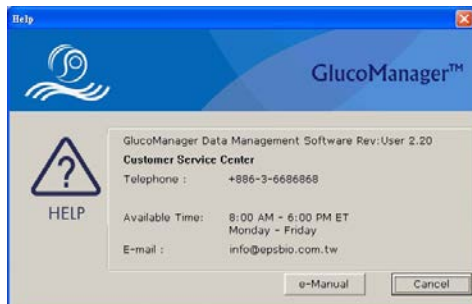 Help
GlucoManager™
GlucoManager Data Management Software Rev:User 2.20
Customer Service Center
Telephone : +886-3-6686868
HELP
Available Time: 8:00 AM - 6:00 PM ET
Monday - Friday
E-mail : info@epsbio.com.tw
e-Manual Cancel